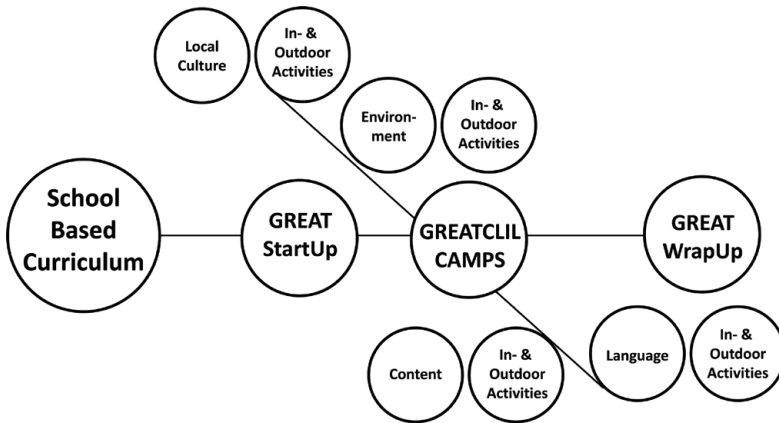 Local
Culture
In- &
Outdoor
Activities
Environ-
ment
In- &
Outdoor
Activities
School
Based
Curriculum
GREAT
StartUp
GREATCLIL
CAMPS
GREAT
WrapUp
Content
In- &
Outdoor
Activities
Language
In- &
Outdoor
Activities